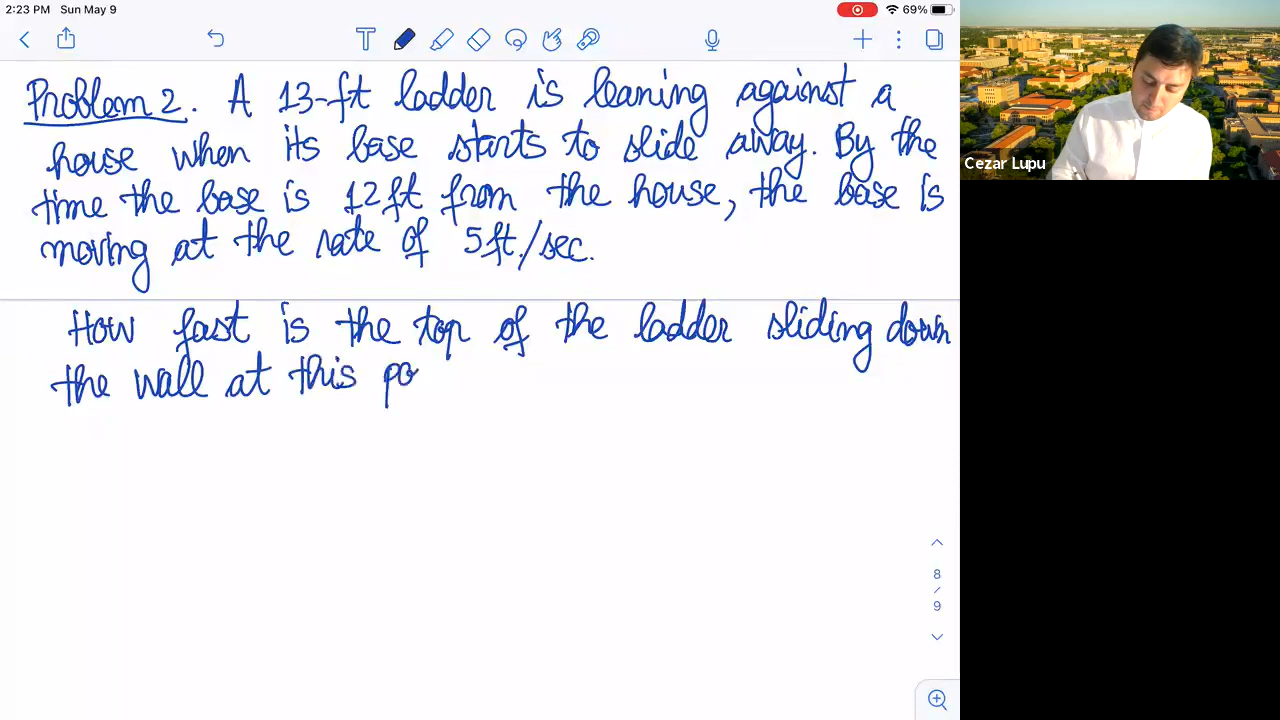 2:23 PM Sun May 9
69%
Problem 2. A 13-ft ladder is leaning against a
house when its base starts to slide away. By the
time the base is 12ft from the house, the base is
moving at the rate of 5ft./sec.
How fast is the top of the ladder sliding down
the wall at this po
Cezar Lupu
8
/
9